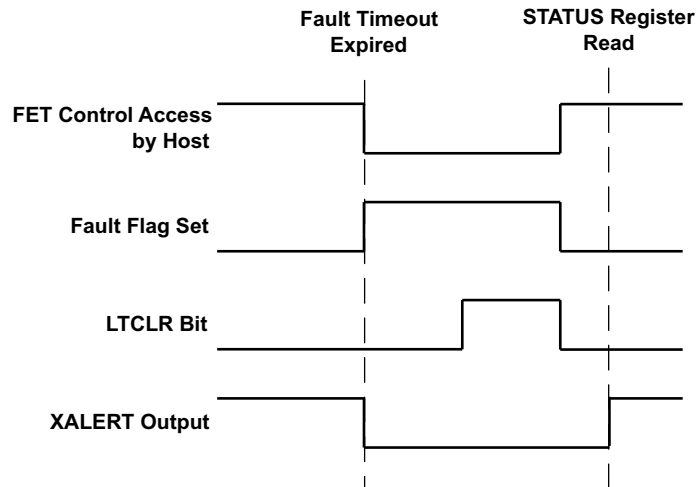 Fault Timeout
Expired
STATUS Register
Read
FET Control Access
by Host
Fault Flag Set
LTCLR Bit
XALERT Output